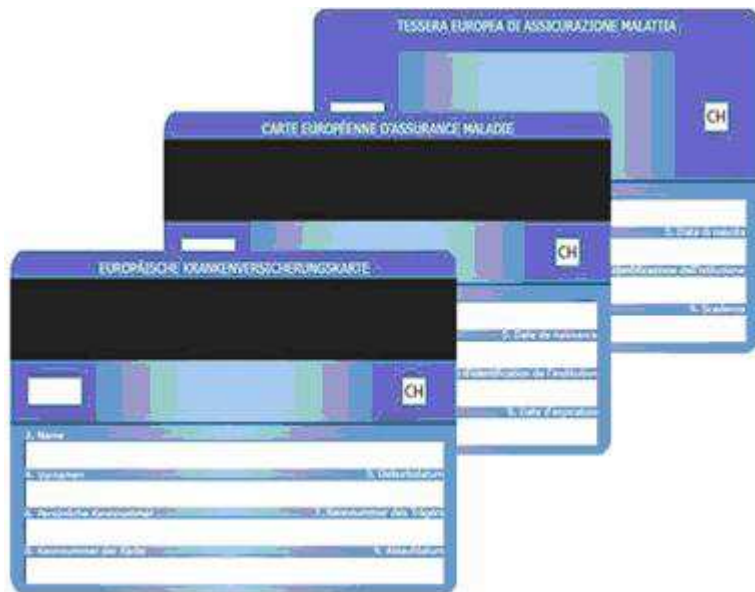 TESSERA EUROPEA DI ASSICURAZIONE MALATTIA
CH
5. Data di nascita
identificazione dell'istituzione
9. Scadenza
CARTE EUROPÉENNE D'ASSURANCE MALADIE
CH
5. Date de naissance
d'identification de l'institution
9. Date d'expiration
EUROPÄISCHE KRANKENVERSICHERUNGSKARTE
CH
3. Name
4. Vornamen 5. Geburtsdatum
6. Persönliche Kennnummer 7. Kennnummer des Trägers
8. Kennnummer der Karte 9. Ablaufdatum